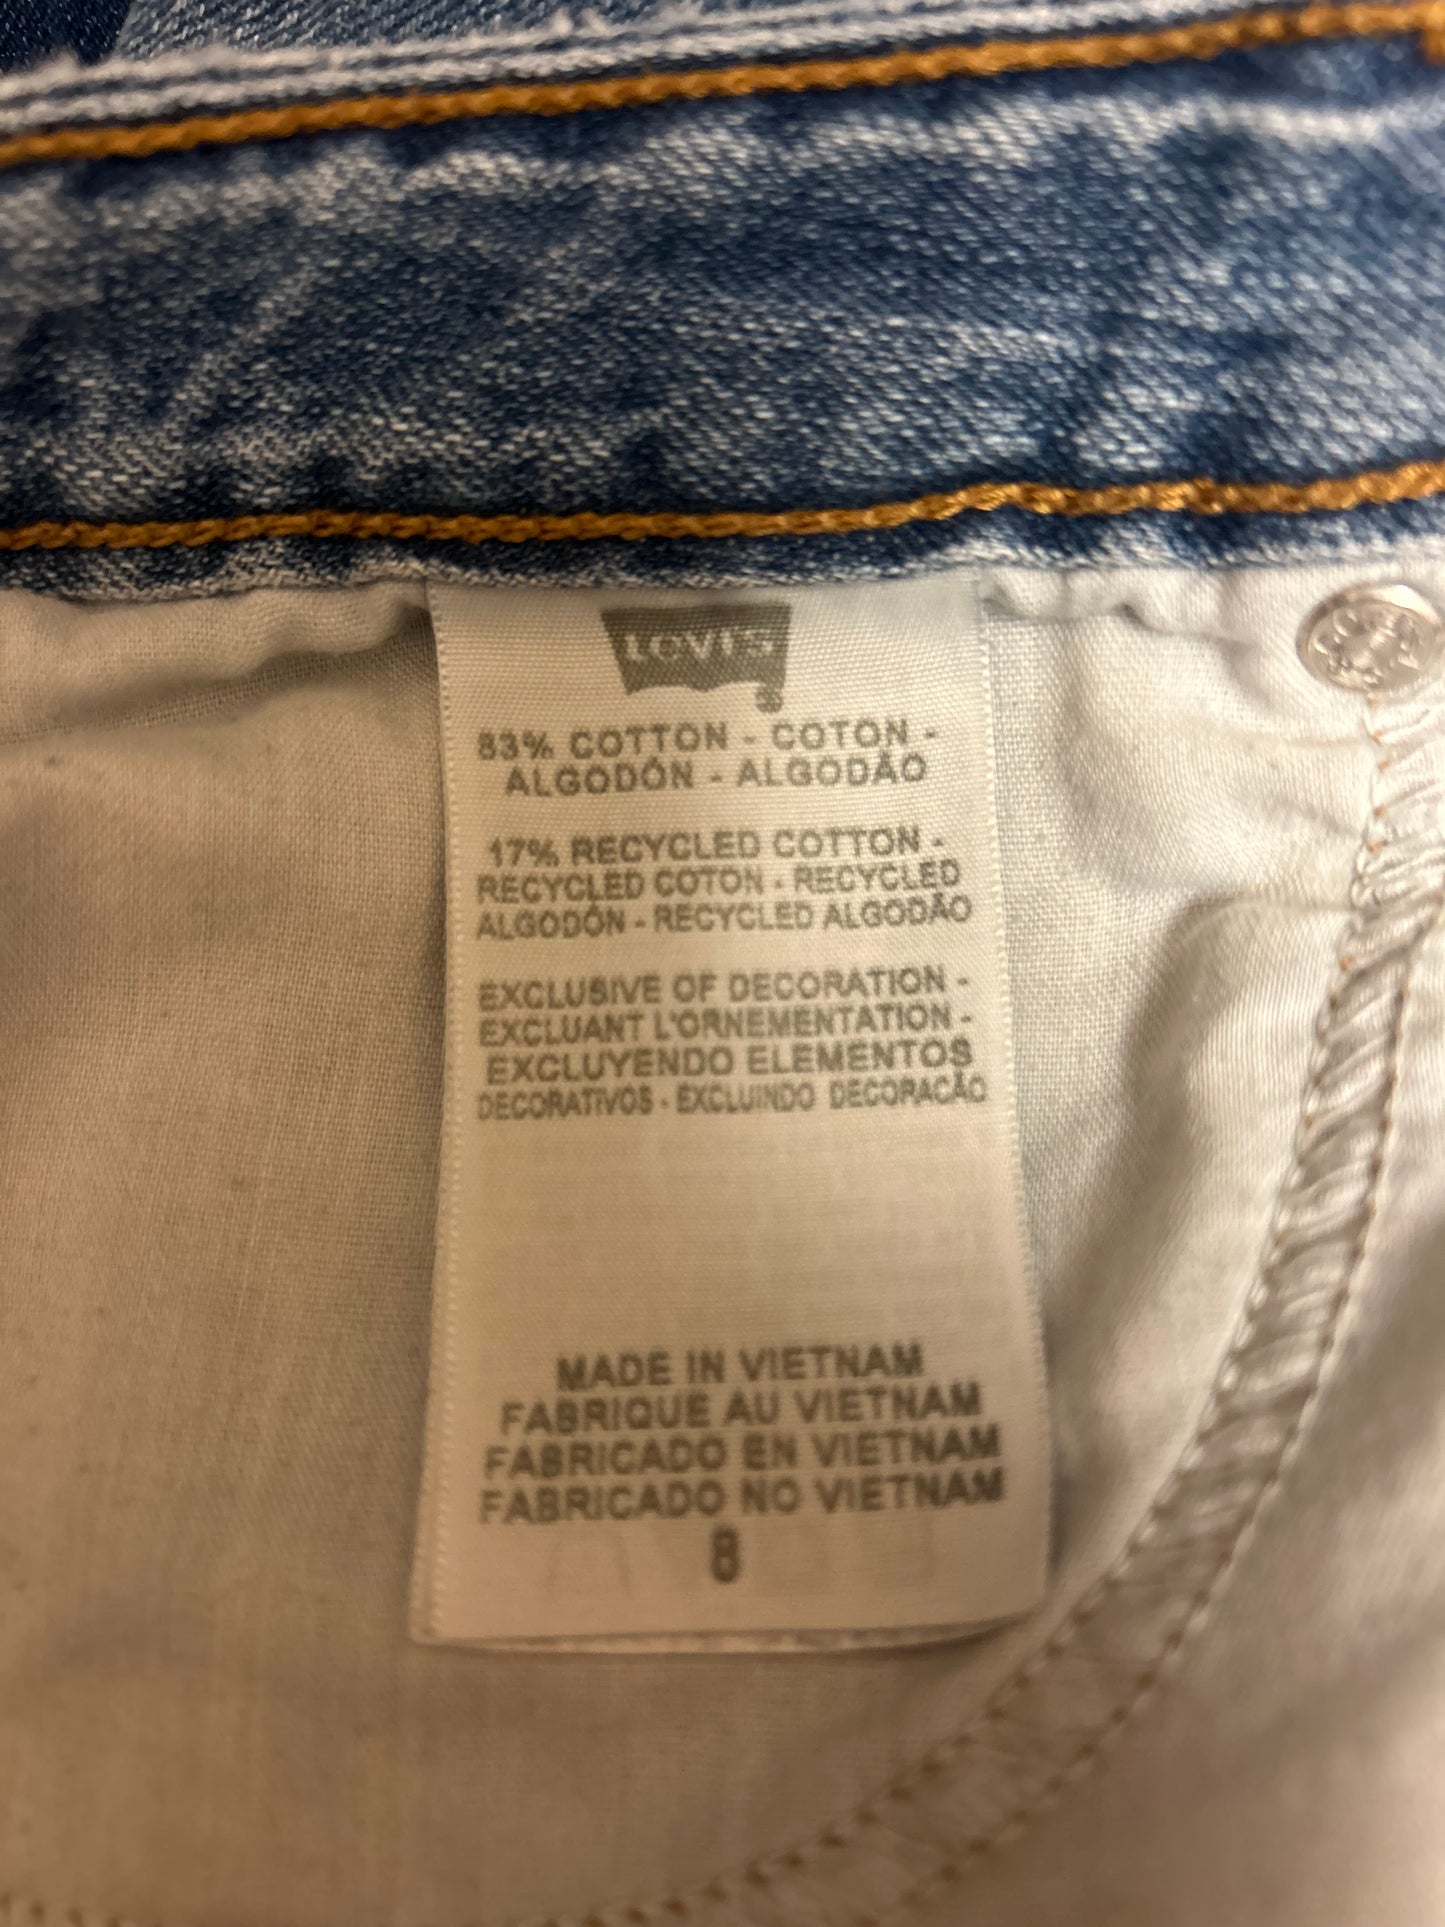 LEVI'S
83% COTTON - COTON -
ALGODÓN - ALGODÃO
17% RECYCLED COTTON -
RECYCLED COTON - RECYCLED
ALGODÓN - RECYCLED ALGODÃO
EXCLUSIVE OF DECORATION -
EXCLUANT L'ORNEMENTATION -
EXCLUYENDO ELEMENTOS
DECORATIVOS - EXCLUINDO DECORAÇÃO
MADE IN VIETNAM
FABRIQUE AU VIETNAM
FABRICADO EN VIETNAM
FABRICADO NO VIETNAM
8